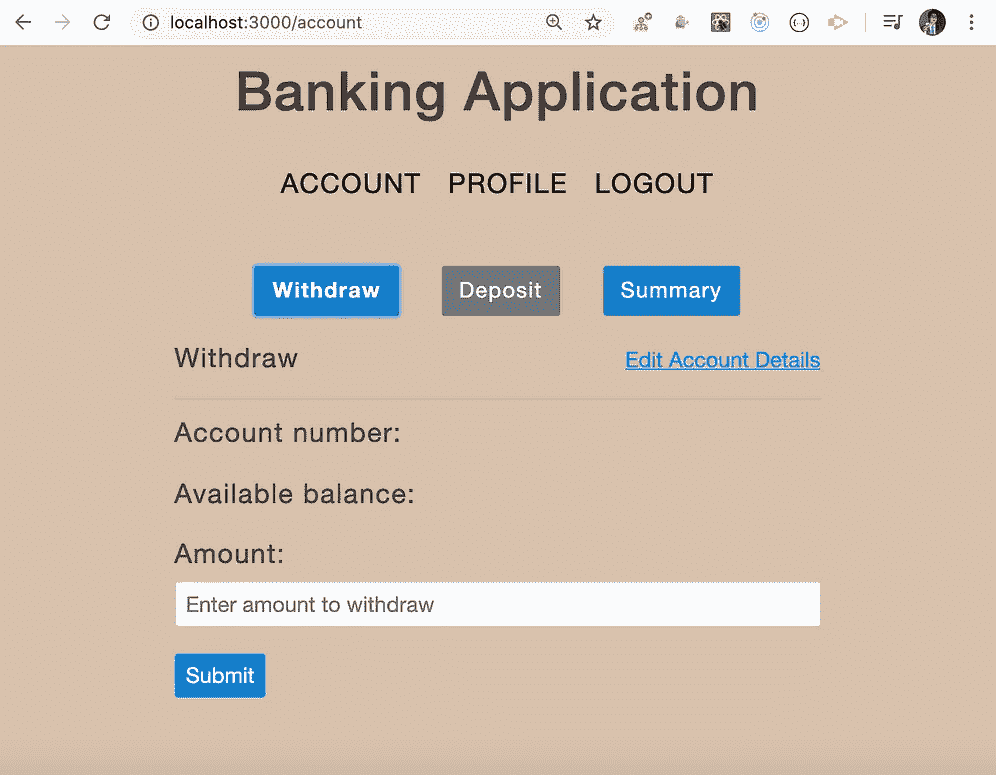 localhost:3000/account
Banking Application
ACCOUNT PROFILE LOGOUT
Withdraw Deposit Summary
Withdraw Edit Account Details
Account number:
Available balance:
Amount:
Enter amount to withdraw
Submit